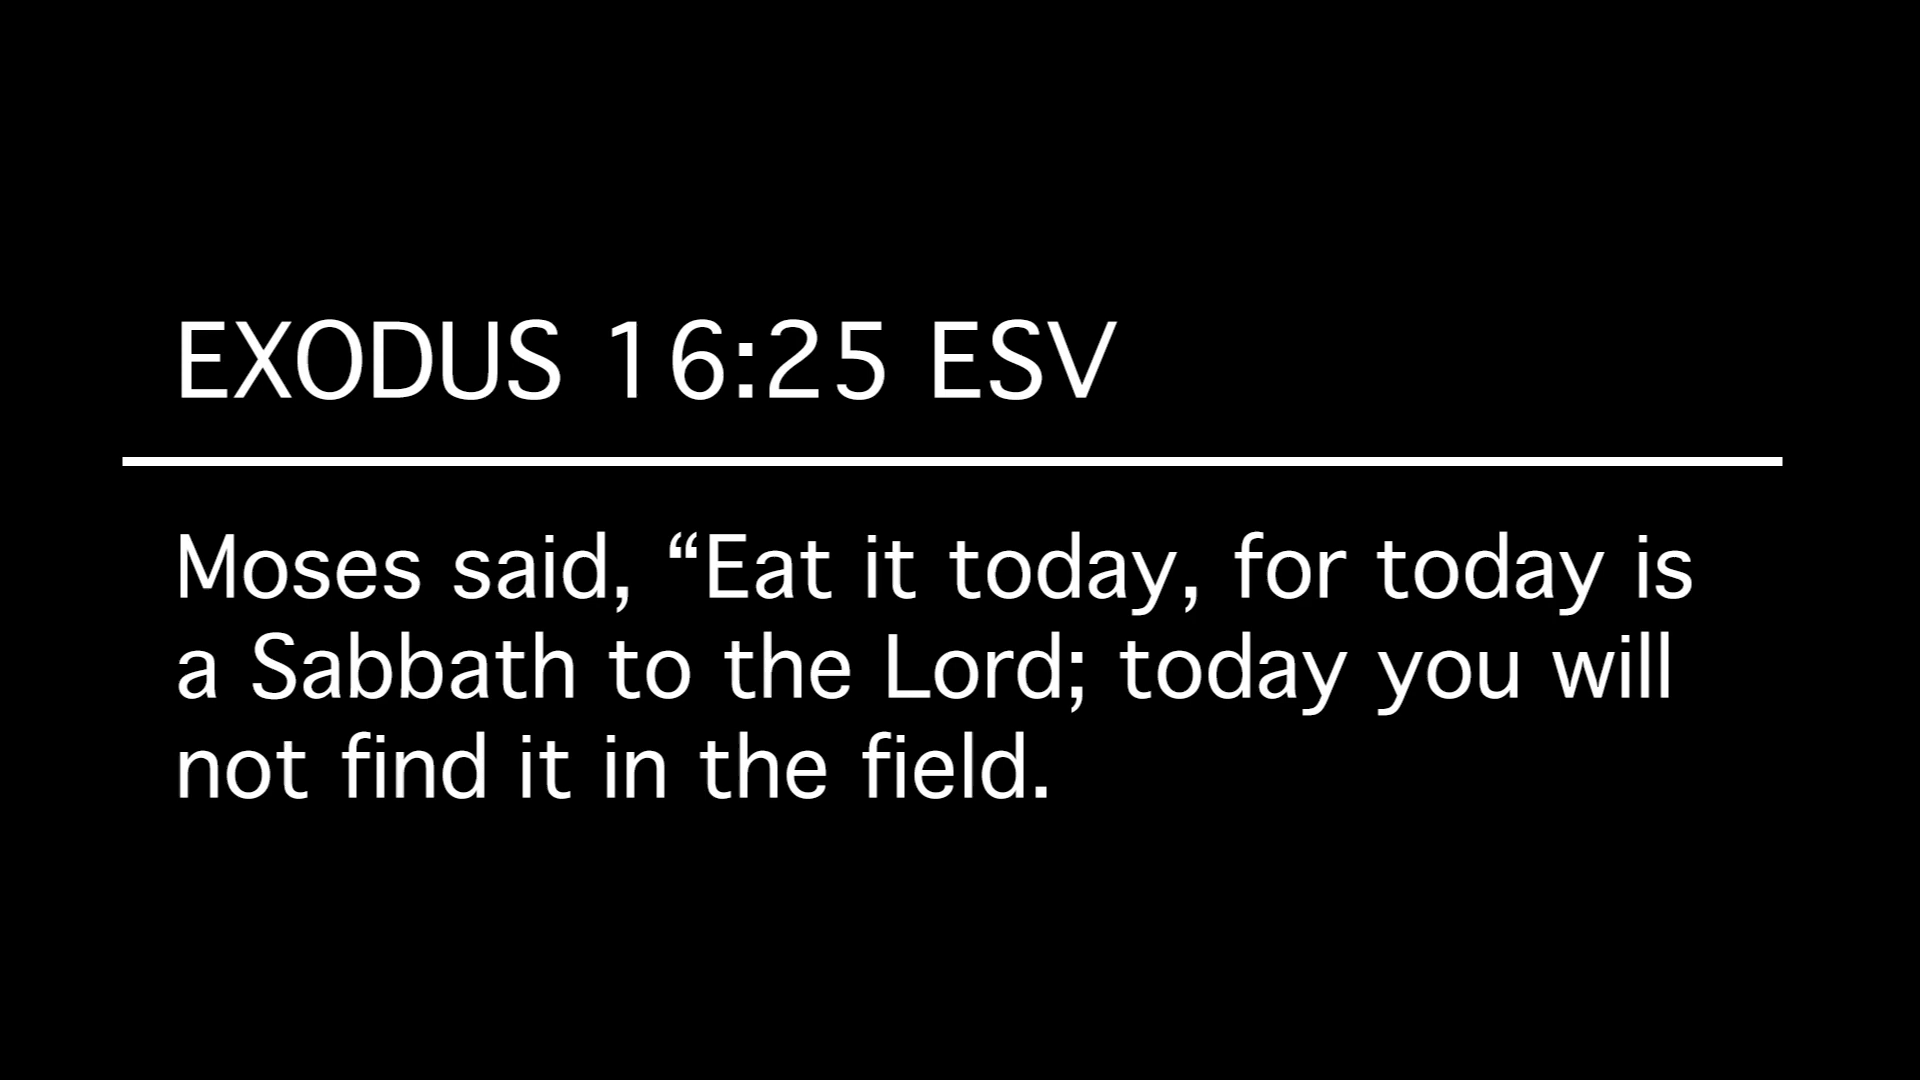 EXODUS 16:25 ESV
Moses said, “Eat it today, for today is
a Sabbath to the Lord; today you will
not find it in the field.